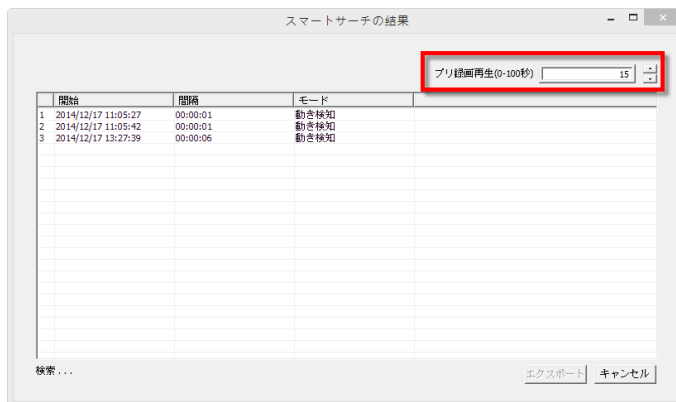 スマートサーチの結果
プリ録画再生(0-100秒) 15
開始 間隔 モード
1 2014/12/17 11:05:27 00:00:01 動き検知
2 2014/12/17 11:05:42 00:00:01 動き検知
3 2014/12/17 13:27:39 00:00:06 動き検知
検索 . . .
エクスポート キャンセル